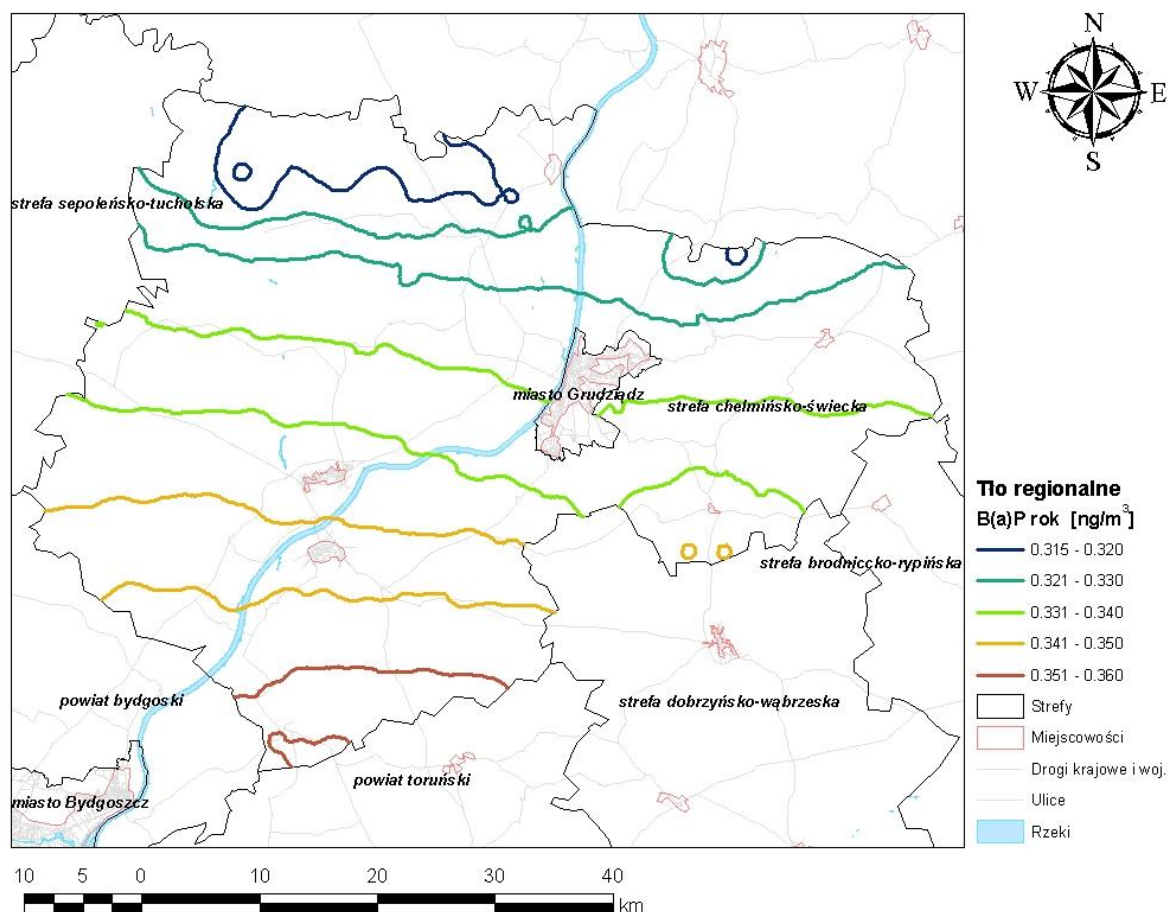 N
W E
S
strefa sepoleńsko-tucholska
miasto Grudziądz
strefa chełmińsko-świecka
strefa brodniccko-rypińska
powiat bydgoski
strefa dobrzyńsko-wąbrzeska
powiat toruński
miasto Bydgoszcz
Tło regionalne
B(a)P rok [ng/m³]
0.315 - 0.320
0.321 - 0.330
0.331 - 0.340
0.341 - 0.350
0.351 - 0.360
Strefy
Miejscowości
Drogi krajowe i woj.
Ulice
Rzeki
10 5 0 10 20 30 40
km